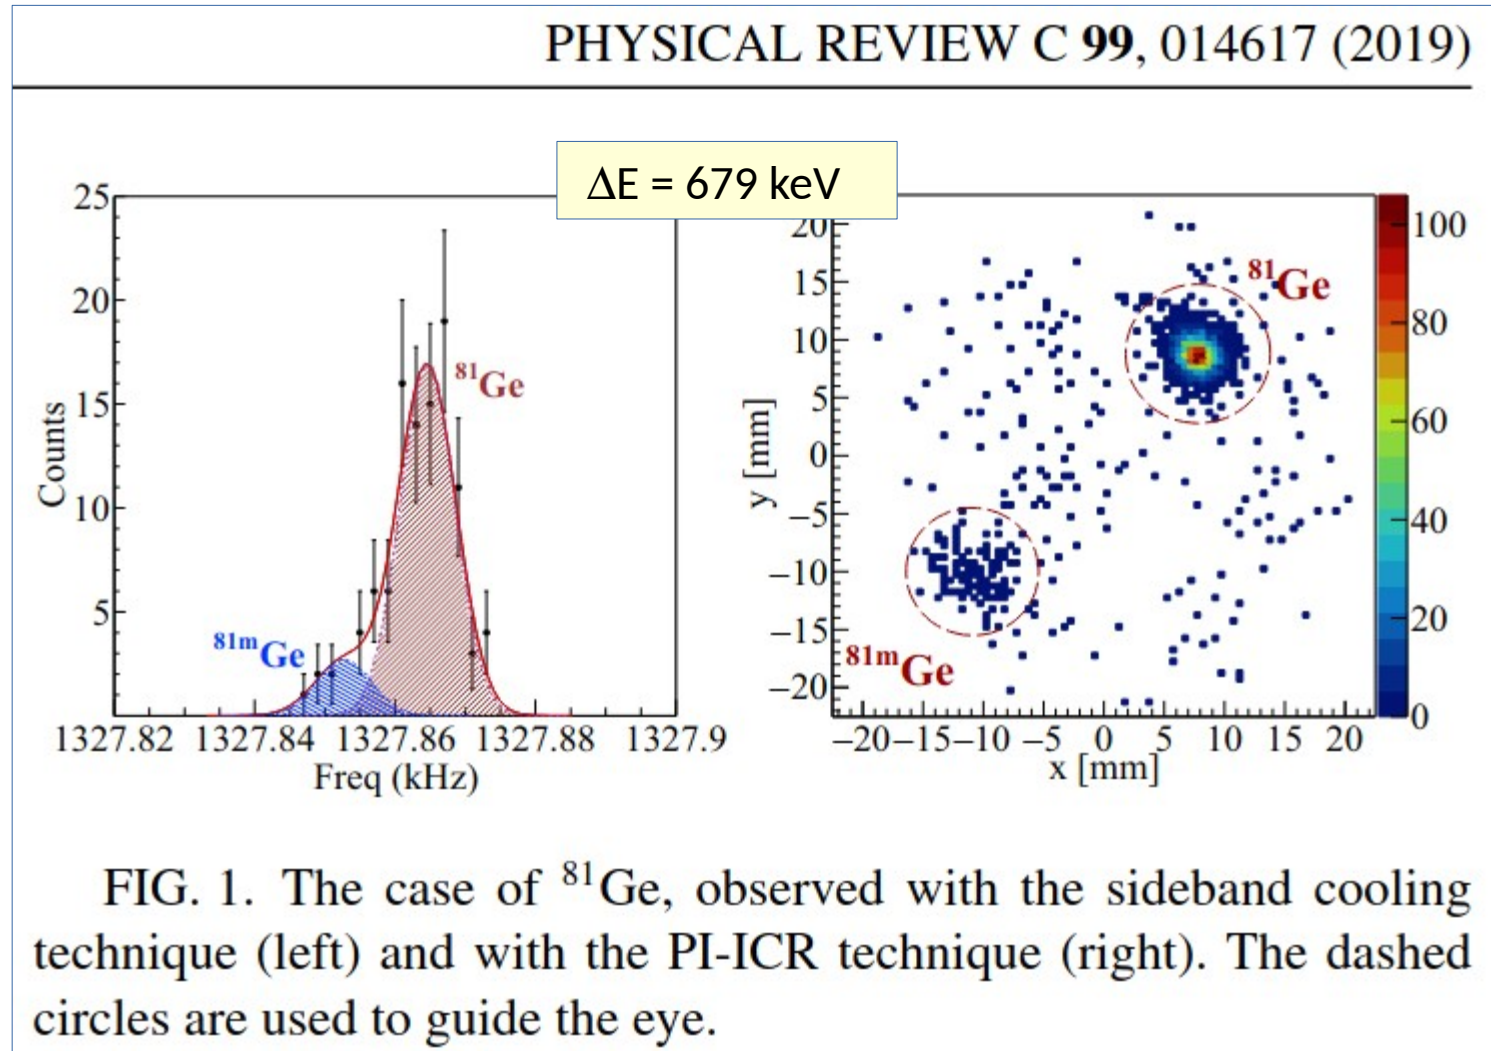 PHYSICAL REVIEW C 99, 014617 (2019)
ΔE = 679 keV
25
20
15
10
5
Counts
81Ge
81mGe
1327.82 1327.84 1327.86 1327.88 1327.9
Freq (kHz)
20
15
10
5
0
−5
−10
−15
−20
y [mm]
81Ge
81mGe
−20 −15 −10 −5 0 5 10 15 20
x [mm]
100
80
60
40
20
0
FIG. 1. The case of 81Ge, observed with the sideband cooling
technique (left) and with the PI-ICR technique (right). The dashed
circles are used to guide the eye.